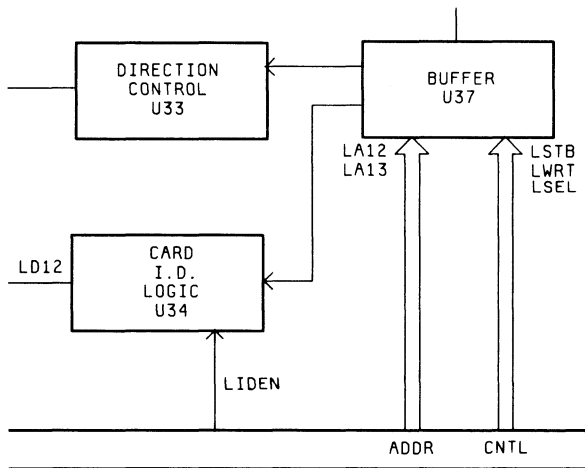 DIRECTION
CONTROL
U33
BUFFER
U37
LA12
LA13
LSTB
LWRT
LSEL
LD12
CARD
I.D.
LOGIC
U34
LIDEN
ADDR
CNTL